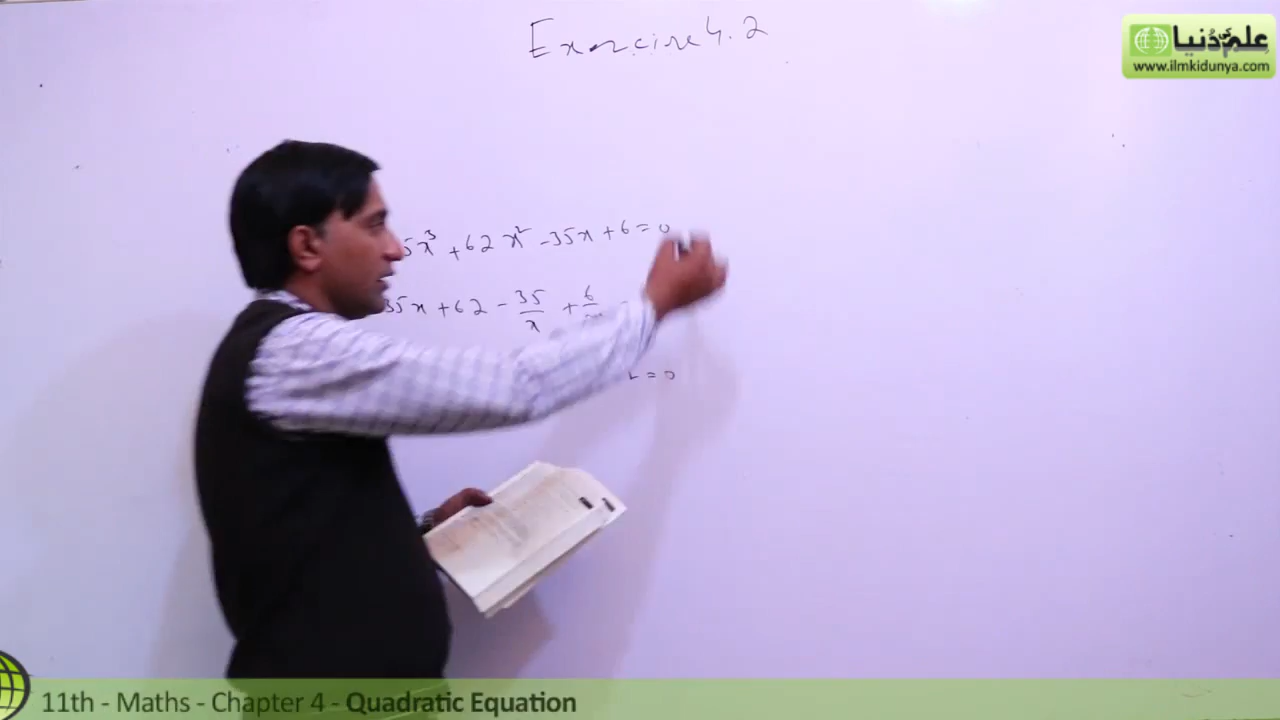 Exercise 4.2
علم کی دُنیا
www.ilmkidunya.com
5x³ + 62x² - 35x + 6 = 0
35x + 62 - 35/x + 6/
= 0
11th - Maths - Chapter 4 - Quadratic Equation